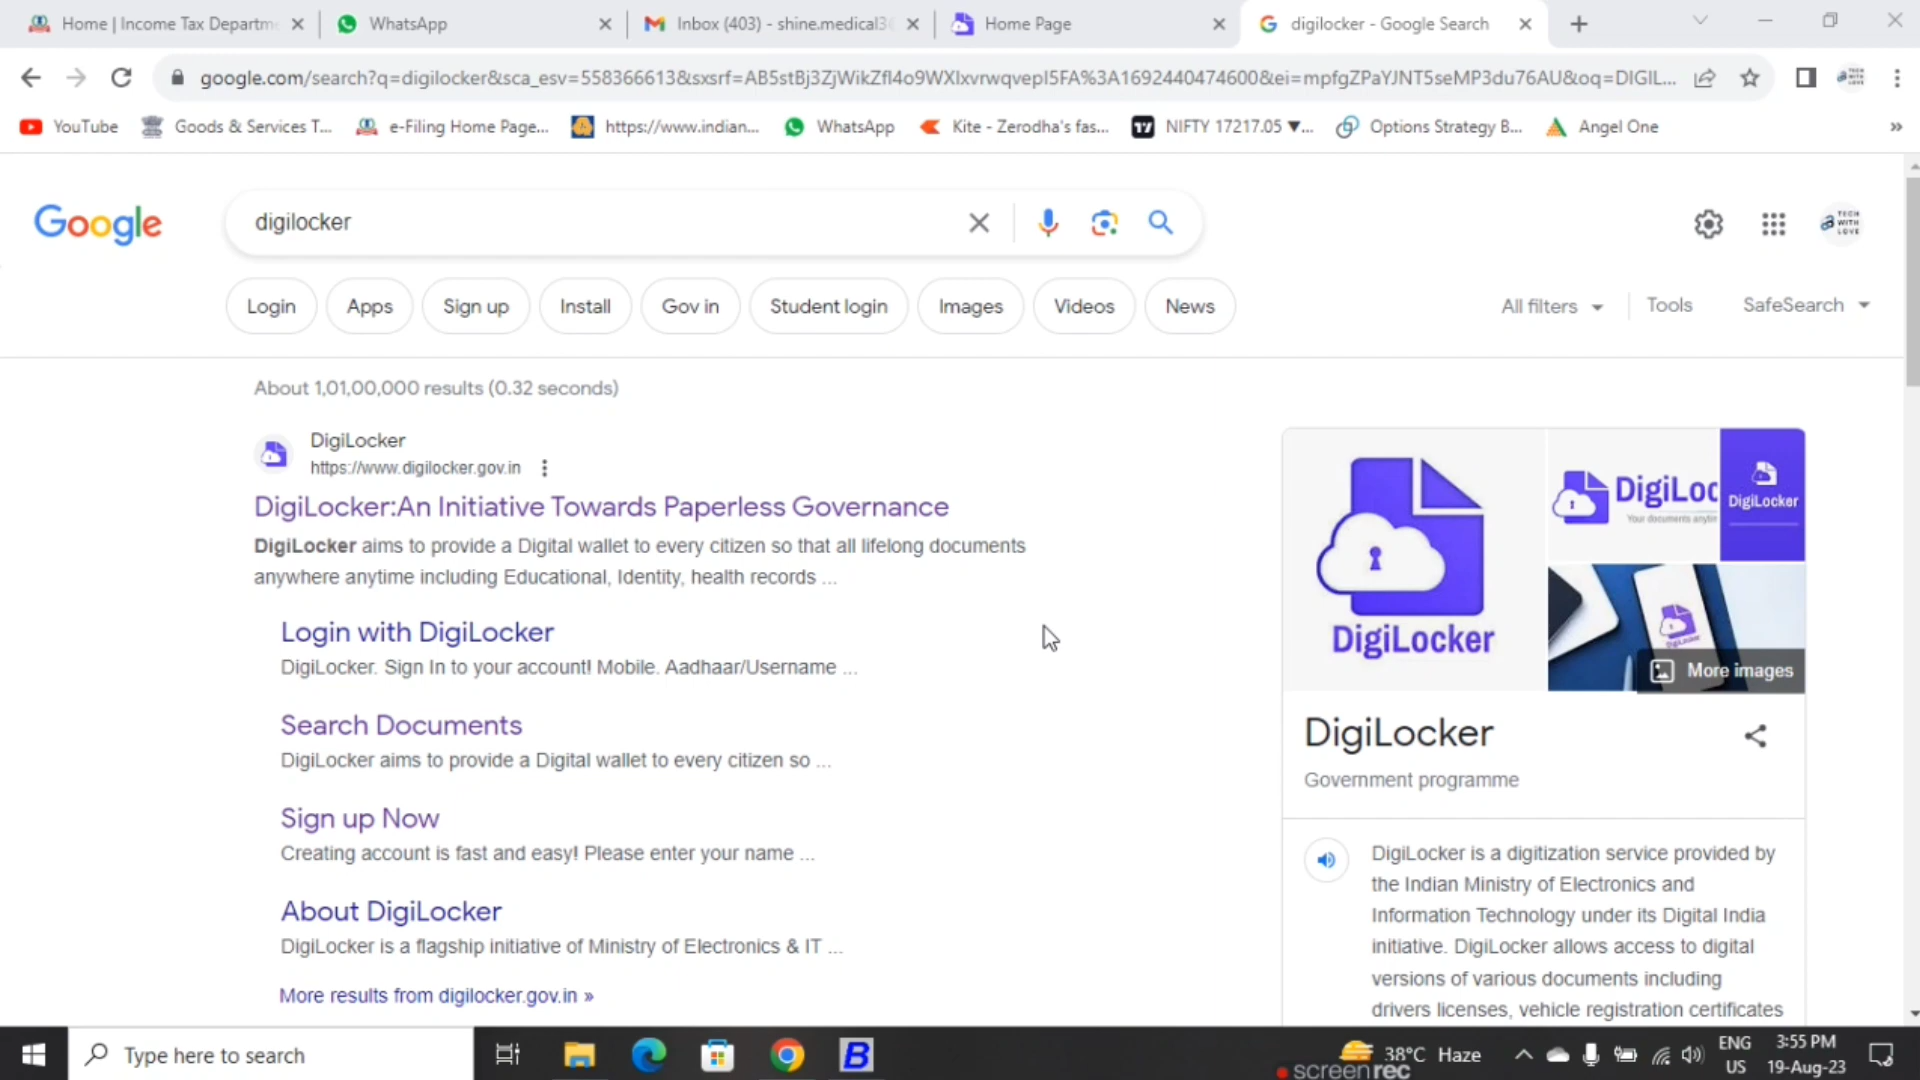 Home | Income Tax Departme
WhatsApp
Inbox (403) - shine.medical3
Home Page
digilocker - Google Search
google.com/search?q=digilocker&sca_esv=558366613&sxsrf=AB5stBj3ZjWikZfl4o9WXIxvrwqvepI5FA%3A1692440474600&ei=mpfgZPaYJNT5seMP3du76AU&oq=DIGIL...
YouTube
Goods & Services T...
e-Filing Home Page...
https://www.indian...
WhatsApp
Kite - Zerodha's fas...
NIFTY 17217.05 ▼...
Options Strategy B...
Angel One
»
Google
digilocker
TECH
WITH
LOVE
Login
Apps
Sign up
Install
Gov in
Student login
Images
Videos
News
All filters
Tools
SafeSearch
About 1,01,00,000 results (0.32 seconds)
DigiLocker
https://www.digilocker.gov.in
DigiLocker:An Initiative Towards Paperless Governance
DigiLocker aims to provide a Digital wallet to every citizen so that all lifelong documents
anywhere anytime including Educational, Identity, health records ...
Login with DigiLocker
DigiLocker. Sign In to your account! Mobile. Aadhaar/Username ...
Search Documents
DigiLocker aims to provide a Digital wallet to every citizen so ...
Sign up Now
Creating account is fast and easy! Please enter your name ...
About DigiLocker
DigiLocker is a flagship initiative of Ministry of Electronics & IT ...
More results from digilocker.gov.in »
DigiLocker
DigiLoc
Your documents anytim
DigiLocker
More images
DigiLocker
Government programme
DigiLocker is a digitization service provided by
the Indian Ministry of Electronics and
Information Technology under its Digital India
initiative. DigiLocker allows access to digital
versions of various documents including
drivers licenses, vehicle registration certificates
Type here to search
B
38°C Haze
screenrec
ENG
US
3:55 PM
19-Aug-23